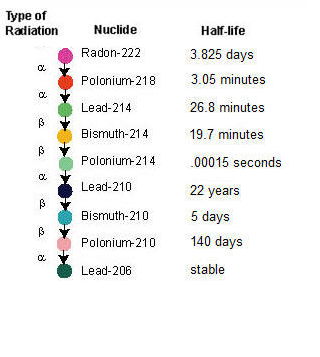 Type of
Radiation Nuclide Half-life
Radon-222 3.825 days
α
Polonium-218 3.05 minutes
α
Lead-214 26.8 minutes
β
Bismuth-214 19.7 minutes
β
Polonium-214 .00015 seconds
α
Lead-210 22 years
β
Bismuth-210 5 days
β
Polonium-210 140 days
α
Lead-206 stable